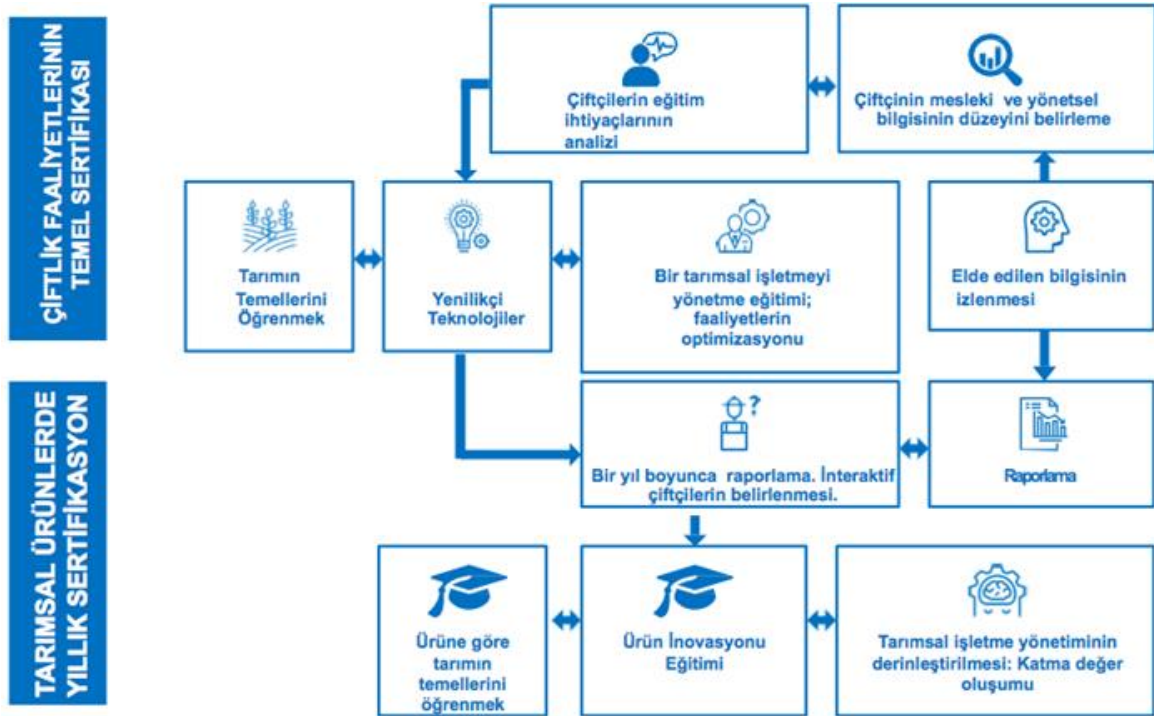 ÇİFTLİK FAALİYETLERİNİN
TEMEL SERTİFİKASI
Çiftçilerin eğitim
ihtiyaçlarının
analizi
Çiftçinin mesleki ve yönetsel
bilgisinin düzeyini belirleme
Tarımın
Temellerini
Öğrenmek
Yenilikçi
Teknolojiler
Bir tarımsal işletmeyi
yönetme eğitimi;
faaliyetlerin
optimizasyonu
Elde edilen bilgisinin
izlenmesi
TARIMSAL ÜRÜNLERDE
YILLIK SERTİFİKASYON
?
Bir yıl boyunca raporlama. İnteraktif
çiftçilerin belirlenmesi.
Raporlama
Ürüne göre
tarımın
temellerini
öğrenmek
Ürün İnovasyonu
Eğitimi
Tarımsal işletme yönetiminin
derinleştirilmesi: Katma değer
oluşumu